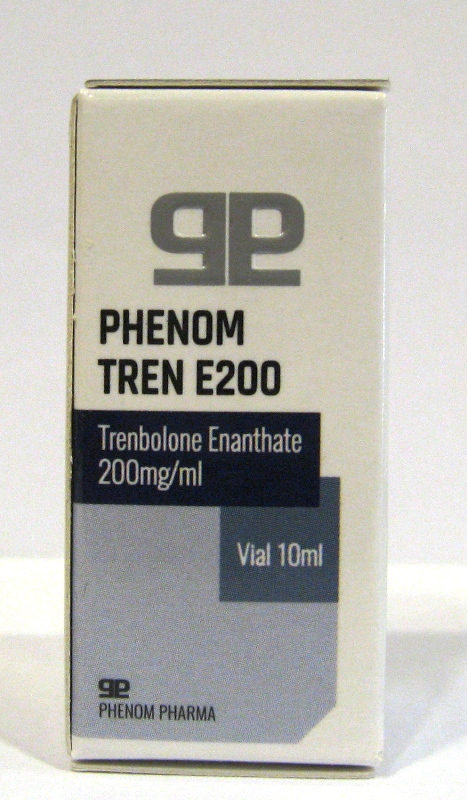 PHENOM
TREN E200
Trenbolone Enanthate
200mg/ml
Vial 10ml
PHENOM PHARMA